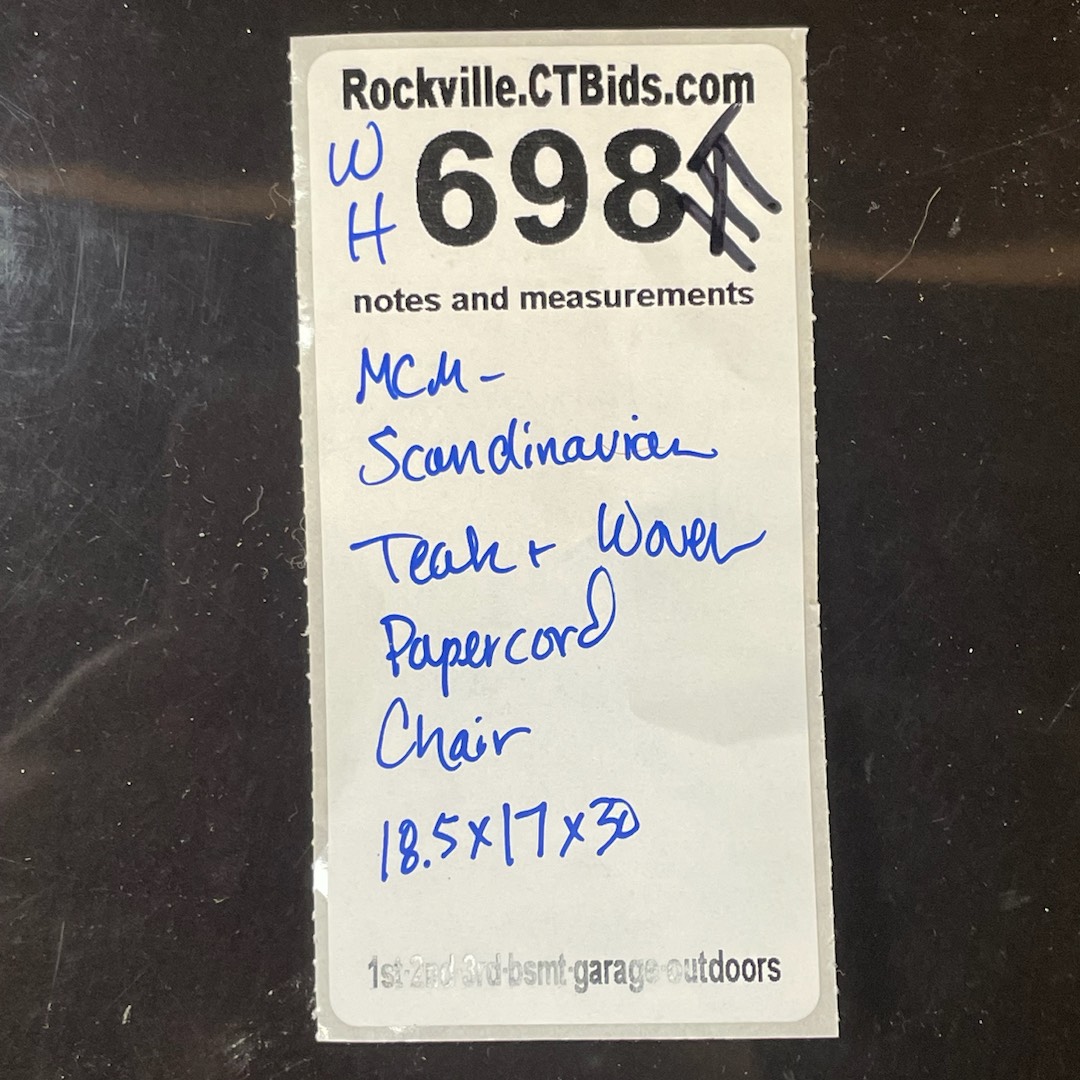 Rockville.CTBids.com
W
H
698
notes and measurements
MCM -
Scandinavian
Teak + Woven
Papercord
Chair
18.5x17x30
1st-2nd-3rd-bsmt-garage-outdoors